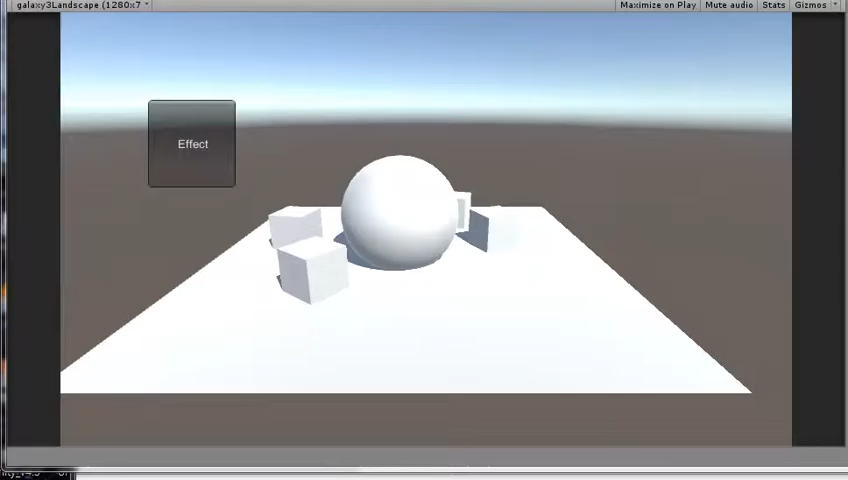 galaxy3Landscape (1280x7 Maximize on Play Mute audio Stats Gizmos
Effect